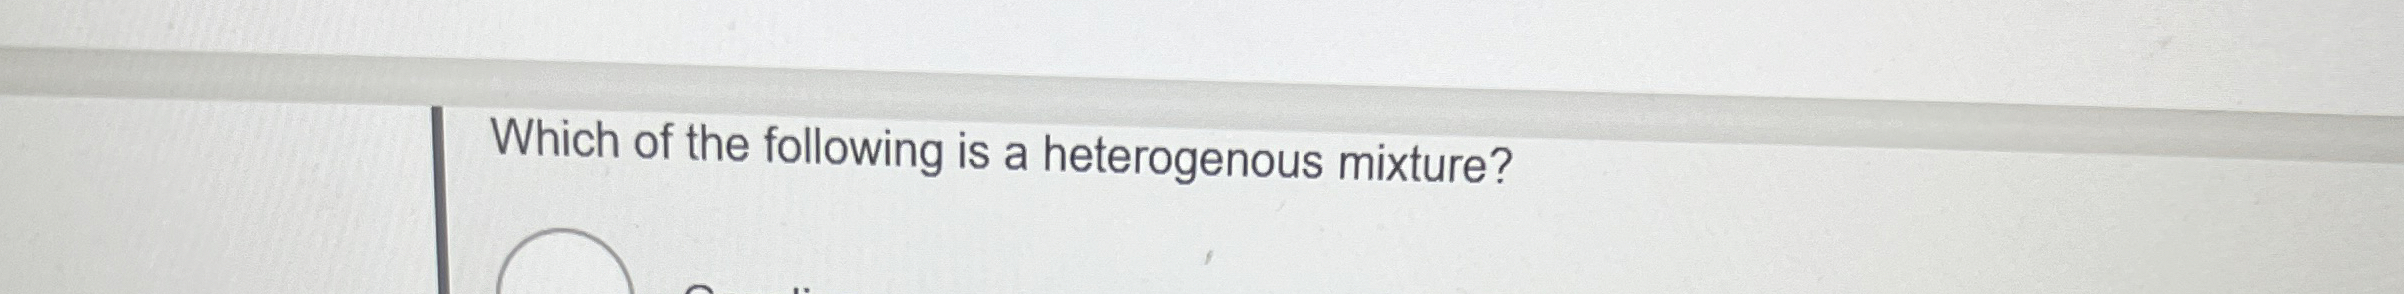 Which of the following is a heterogenous mixture?